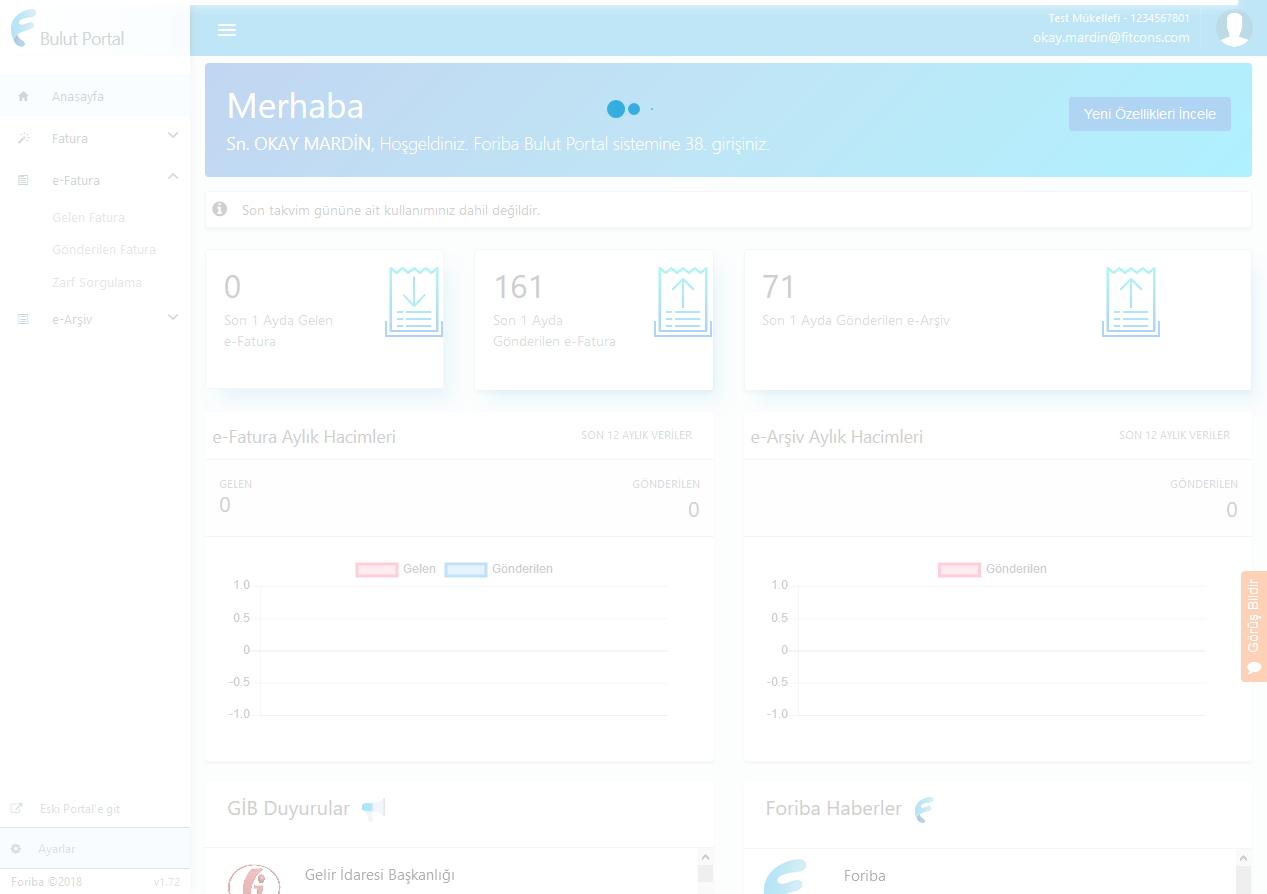 Bulut Portal
Test Mükellefi - 1234567801
okay.mardin@fitcons.com
Anasayfa
Fatura
e-Fatura
Gelen Fatura
Gönderilen Fatura
Zarf Sorgulama
e-Arşiv
Merhaba
Sn. OKAY MARDİN, Hoşgeldiniz. Foriba Bulut Portal sistemine 38. girişiniz.
Yeni Özellikleri İncele
Son takvim gününe ait kullanımınız dahil değildir.
0
Son 1 Ayda Gelen
e-Fatura
161
Son 1 Ayda
Gönderilen e-Fatura
71
Son 1 Ayda Gönderilen e-Arşiv
e-Fatura Aylık Hacimleri
SON 12 AYLIK VERİLER
GELEN
0
GÖNDERİLEN
0
Gelen
Gönderilen
1.0
0.5
0
-0.5
-1.0
e-Arşiv Aylık Hacimleri
SON 12 AYLIK VERİLER
GÖNDERİLEN
0
Gönderilen
1.0
0.5
0
-0.5
-1.0
Görüş Bildir
GİB Duyurular
Gelir İdaresi Başkanlığı
Foriba Haberler
Foriba
Eski Portal'e git
Ayarlar
Foriba ©2018
v1.72